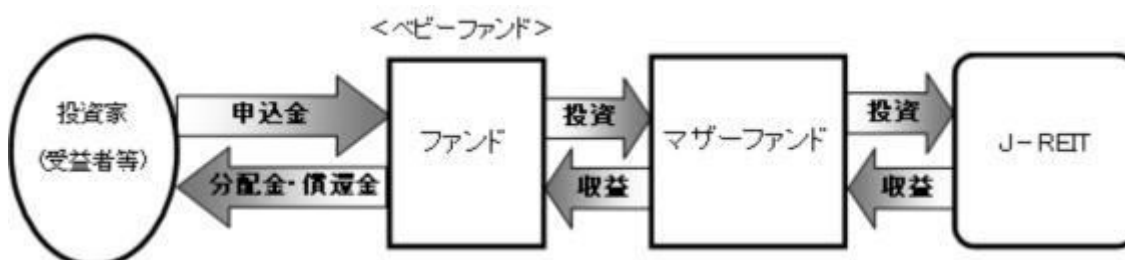 <ベビーファンド>
投資家
(受益者等)
申込金
分配金・償還金
ファンド
投資
収益
マザーファンド
投資
収益
J-REIT